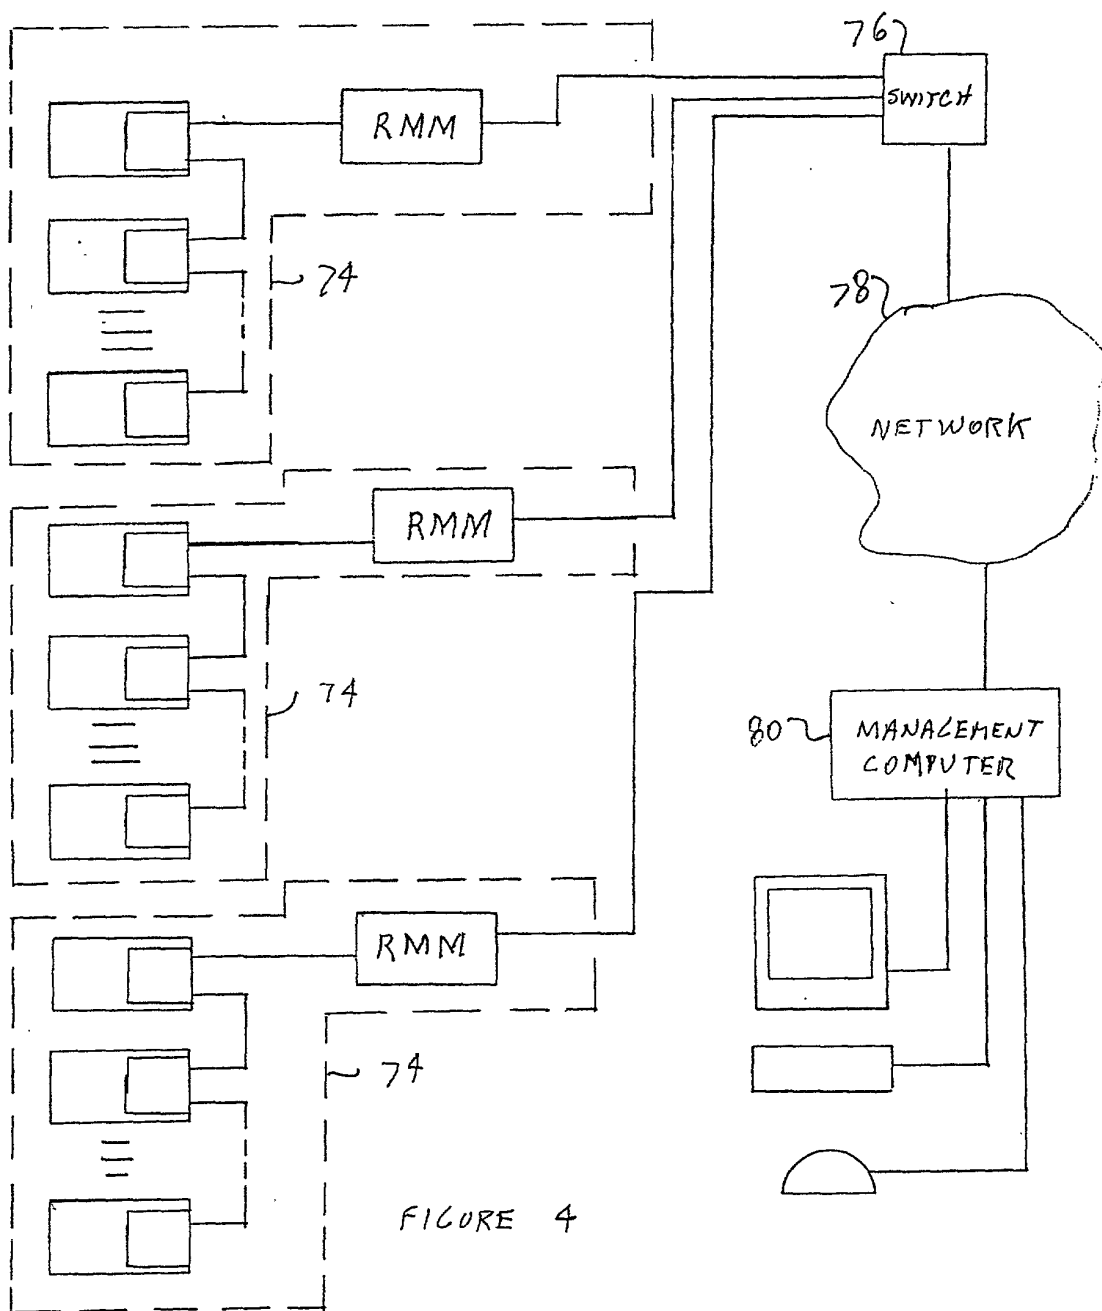 76
RMM
SWITCH
74
78
NETWORK
RMM
74
80
MANAGEMENT
COMPUTER
RMM
74
FIGURE 4